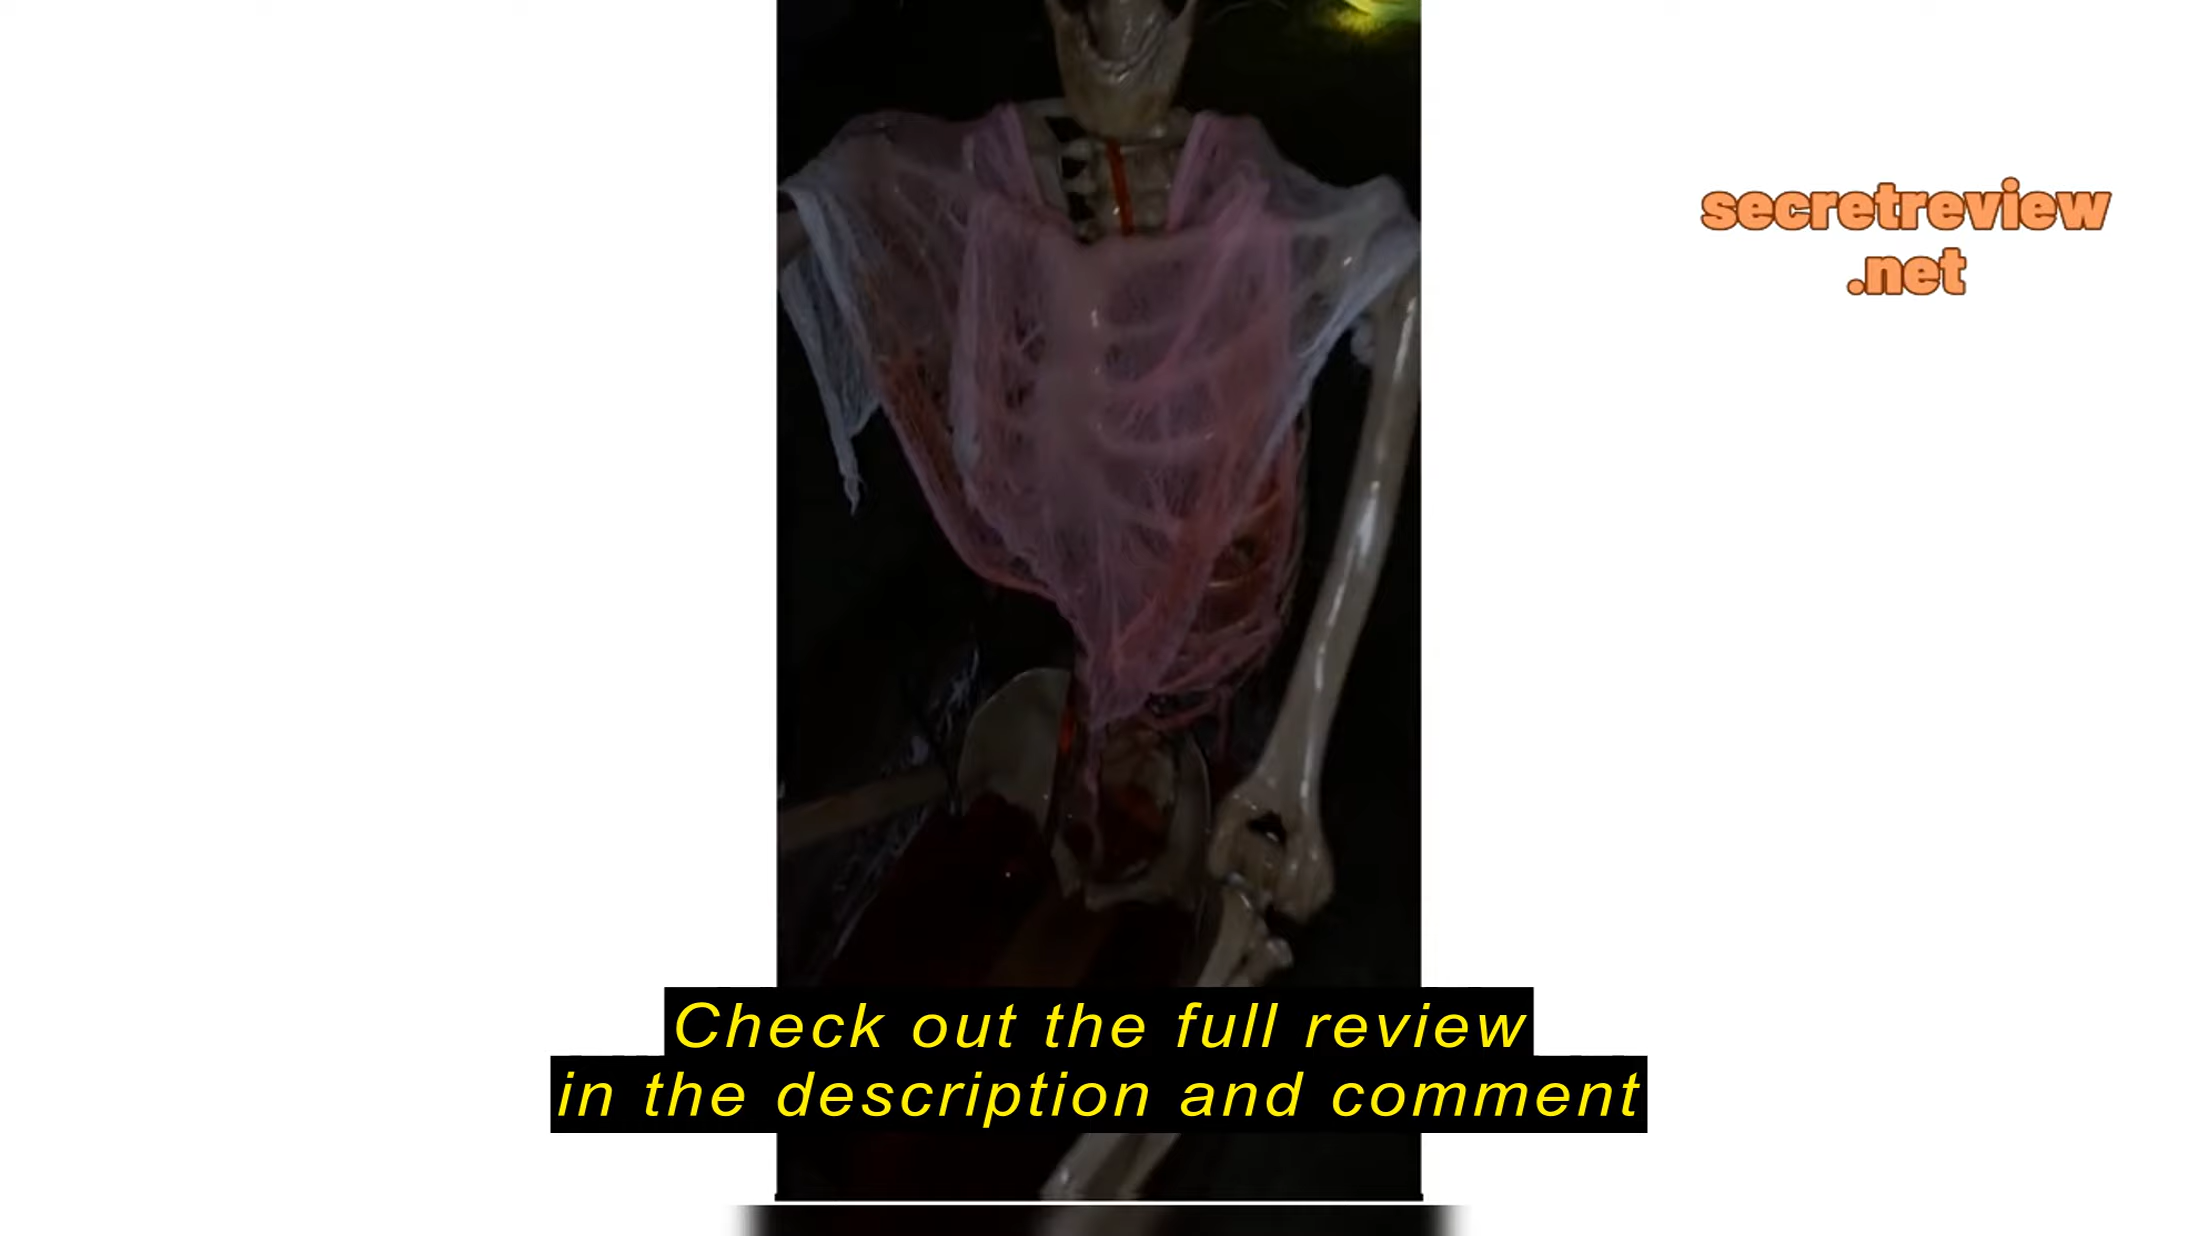 secretreview
.net
Check out the full review
in the description and comment